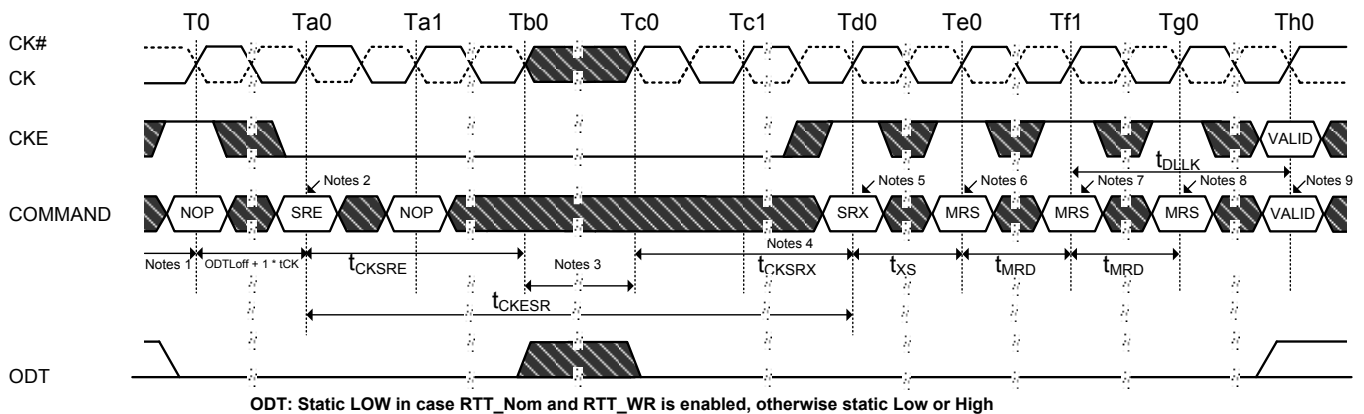 T0 Ta0 Ta1 Tb0 Tc0 Tc1 Td0 Te0 Tf1 Tg0 Th0
CK#
CK
CKE
VALID
tDLLK
Notes 2 Notes 5 Notes 6 Notes 7 Notes 8 Notes 9
COMMAND NOP SRE NOP SRX MRS MRS MRS VALID
Notes 1 ODTLoff + 1 * tCK tCKSRE Notes 3 Notes 4 tCKSRX tXS tMRD tMRD
tCKESR
ODT
ODT: Static LOW in case RTT_Nom and RTT_WR is enabled, otherwise static Low or High